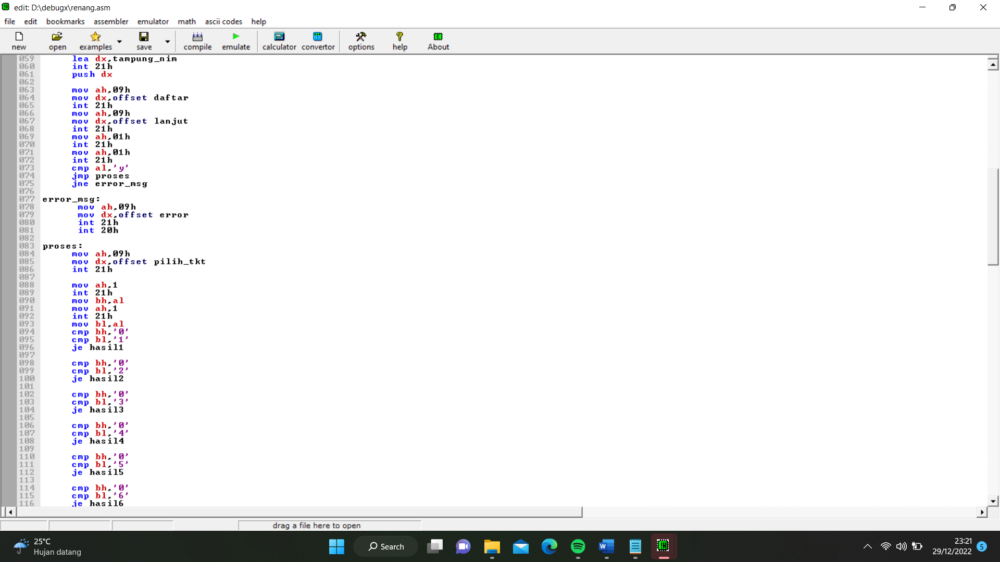 edit: D:\debugx\renang.asm
file edit bookmarks assembler emulator math ascii codes help
new open examples save compile emulate calculator convertor options help About
059 lea dx,tampung_nim
060 int 21h
061 push dx
062
063 mov ah,09h
064 mov dx,offset daftar
065 int 21h
066 mov ah,09h
067 mov dx,offset lanjut
068 int 21h
069 mov ah,01h
070 int 21h
071 mov ah,01h
072 int 21h
073 cmp al,'y'
074 jmp proses
075 jne error_msg
076
077 error_msg:
078 mov ah,09h
079 mov dx,offset error
080 int 21h
081 int 20h
082
083 proses:
084 mov ah,09h
085 mov dx,offset pilih_tkt
086 int 21h
087
088 mov ah,1
089 int 21h
090 mov bh,al
091 mov ah,1
092 int 21h
093 mov bl,al
094 cmp bh,'0'
095 cmp bl,'1'
096 je hasil1
097
098 cmp bh,'0'
099 cmp bl,'2'
100 je hasil2
101
102 cmp bh,'0'
103 cmp bl,'3'
104 je hasil3
105
106 cmp bh,'0'
107 cmp bl,'4'
108 je hasil4
109
110 cmp bh,'0'
111 cmp bl,'5'
112 je hasil5
113
114 cmp bh,'0'
115 cmp bl,'6'
116 je hasil6
drag a file here to open
25°C
Hujan datang
Search
23:21
29/12/2022
5